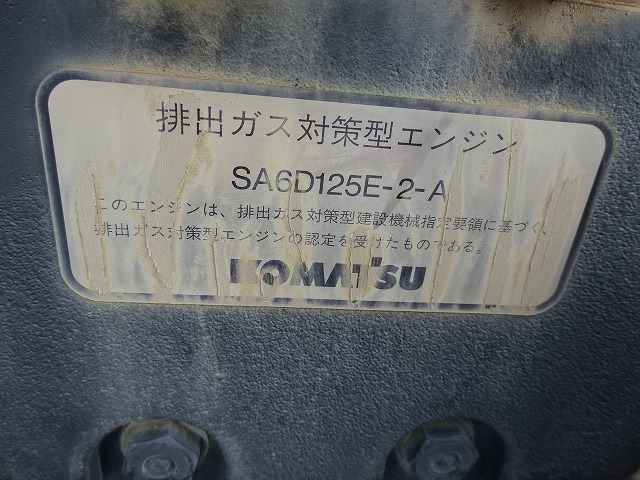 排出ガス対策型エンジン
SA6D125E-2-A
このエンジンは、排出ガス対策型建設機械指定要領に基づく、
排出ガス対策型エンジンの認定を受けたものである。
KOMATSU